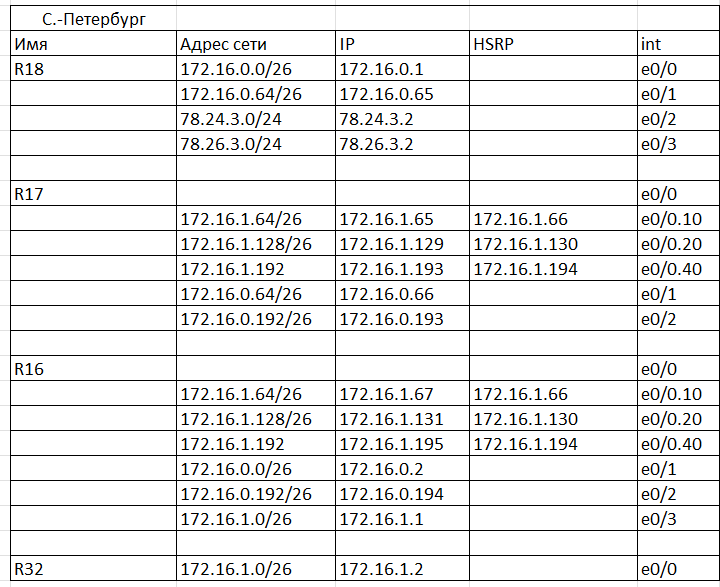 С.-Петербург
Имя Адрес сети IP HSRP int
R18 172.16.0.0/26 172.16.0.1 e0/0
172.16.0.64/26 172.16.0.65 e0/1
78.24.3.0/24 78.24.3.2 e0/2
78.26.3.0/24 78.26.3.2 e0/3
R17 e0/0
172.16.1.64/26 172.16.1.65 172.16.1.66 e0/0.10
172.16.1.128/26 172.16.1.129 172.16.1.130 e0/0.20
172.16.1.192 172.16.1.193 172.16.1.194 e0/0.40
172.16.0.64/26 172.16.0.66 e0/1
172.16.0.192/26 172.16.0.193 e0/2
R16 e0/0
172.16.1.64/26 172.16.1.67 172.16.1.66 e0/0.10
172.16.1.128/26 172.16.1.131 172.16.1.130 e0/0.20
172.16.1.192 172.16.1.195 172.16.1.194 e0/0.40
172.16.0.0/26 172.16.0.2 e0/1
172.16.0.192/26 172.16.0.194 e0/2
172.16.1.0/26 172.16.1.1 e0/3
R32 172.16.1.0/26 172.16.1.2 e0/0